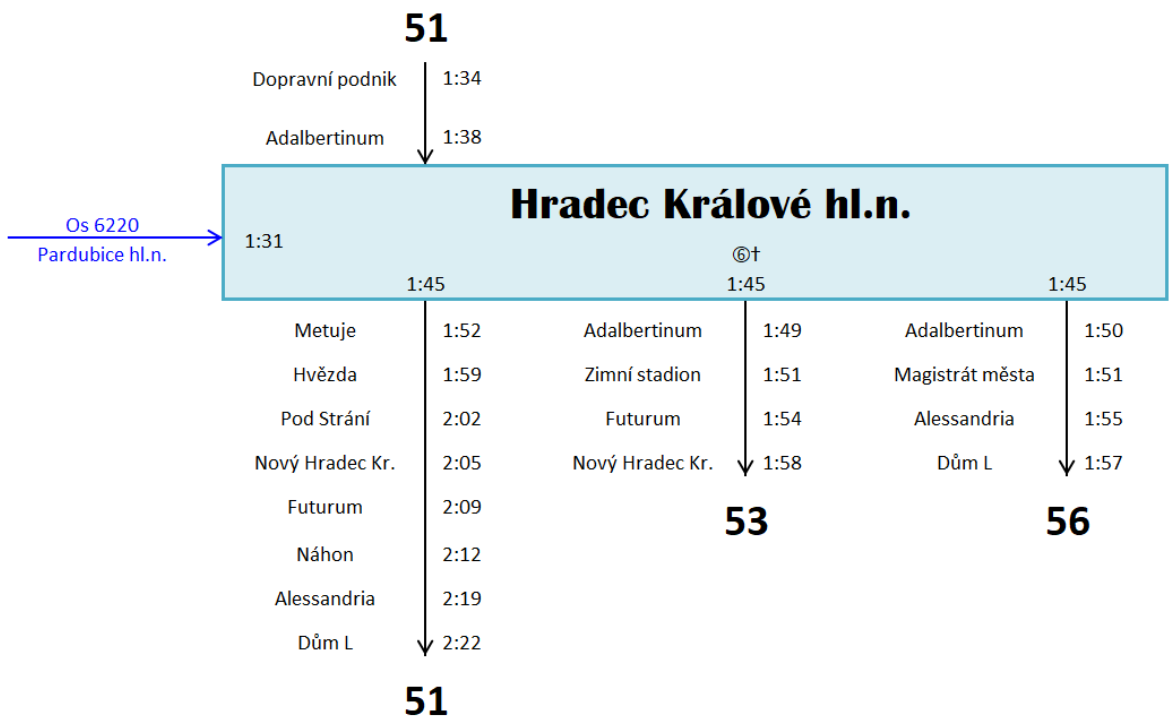 51
Dopravní podnik 1:34
Adalbertinum 1:38
Hradec Králové hl.n.
Os 6220
Pardubice hl.n.
1:31
⑥†
1:45 1:45 1:45
Metuje 1:52 Adalbertinum 1:49 Adalbertinum 1:50
Hvězda 1:59 Zimní stadion 1:51 Magistrát města 1:51
Pod Strání 2:02 Futurum 1:54 Alessandria 1:55
Nový Hradec Kr. 2:05 Nový Hradec Kr. 1:58 Dům L 1:57
Futurum 2:09
53 56
Náhon 2:12
Alessandria 2:19
Dům L 2:22
51